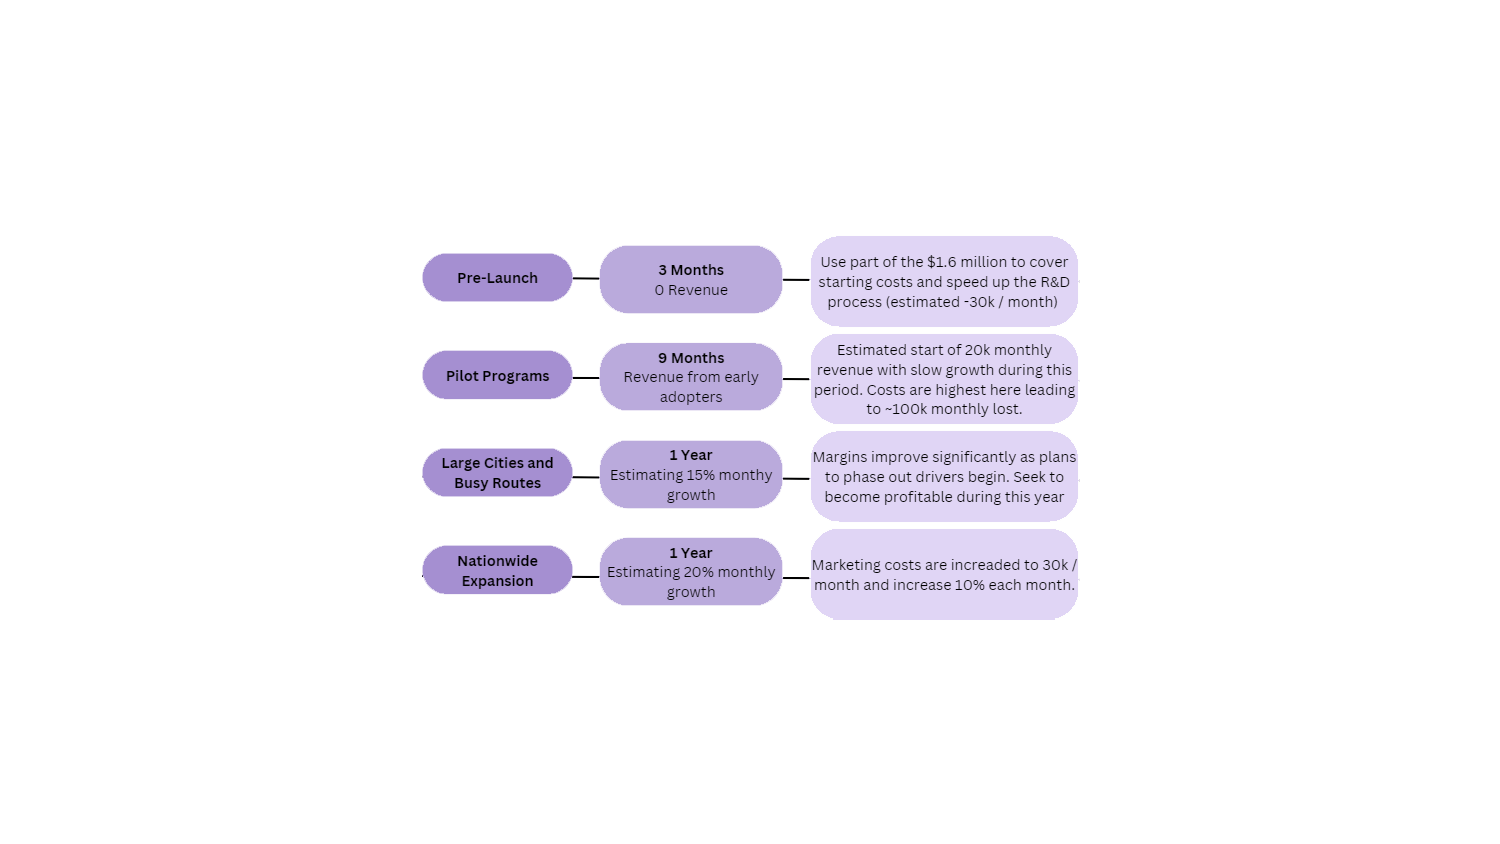 Pre-Launch
3 Months
0 Revenue
Use part of the $1.6 million to cover
starting costs and speed up the R&D
process (estimated -30k / month)
Pilot Programs
9 Months
Revenue from early
adopters
Estimated start of 20k monthly
revenue with slow growth during this
period. Costs are highest here leading
to ~100k monthly lost.
Large Cities and
Busy Routes
1 Year
Estimating 15% monthy
growth
Margins improve significantly as plans
to phase out drivers begin. Seek to
become profitable during this year
Nationwide
Expansion
1 Year
Estimating 20% monthly
growth
Marketing costs are increaded to 30k /
month and increase 10% each month.